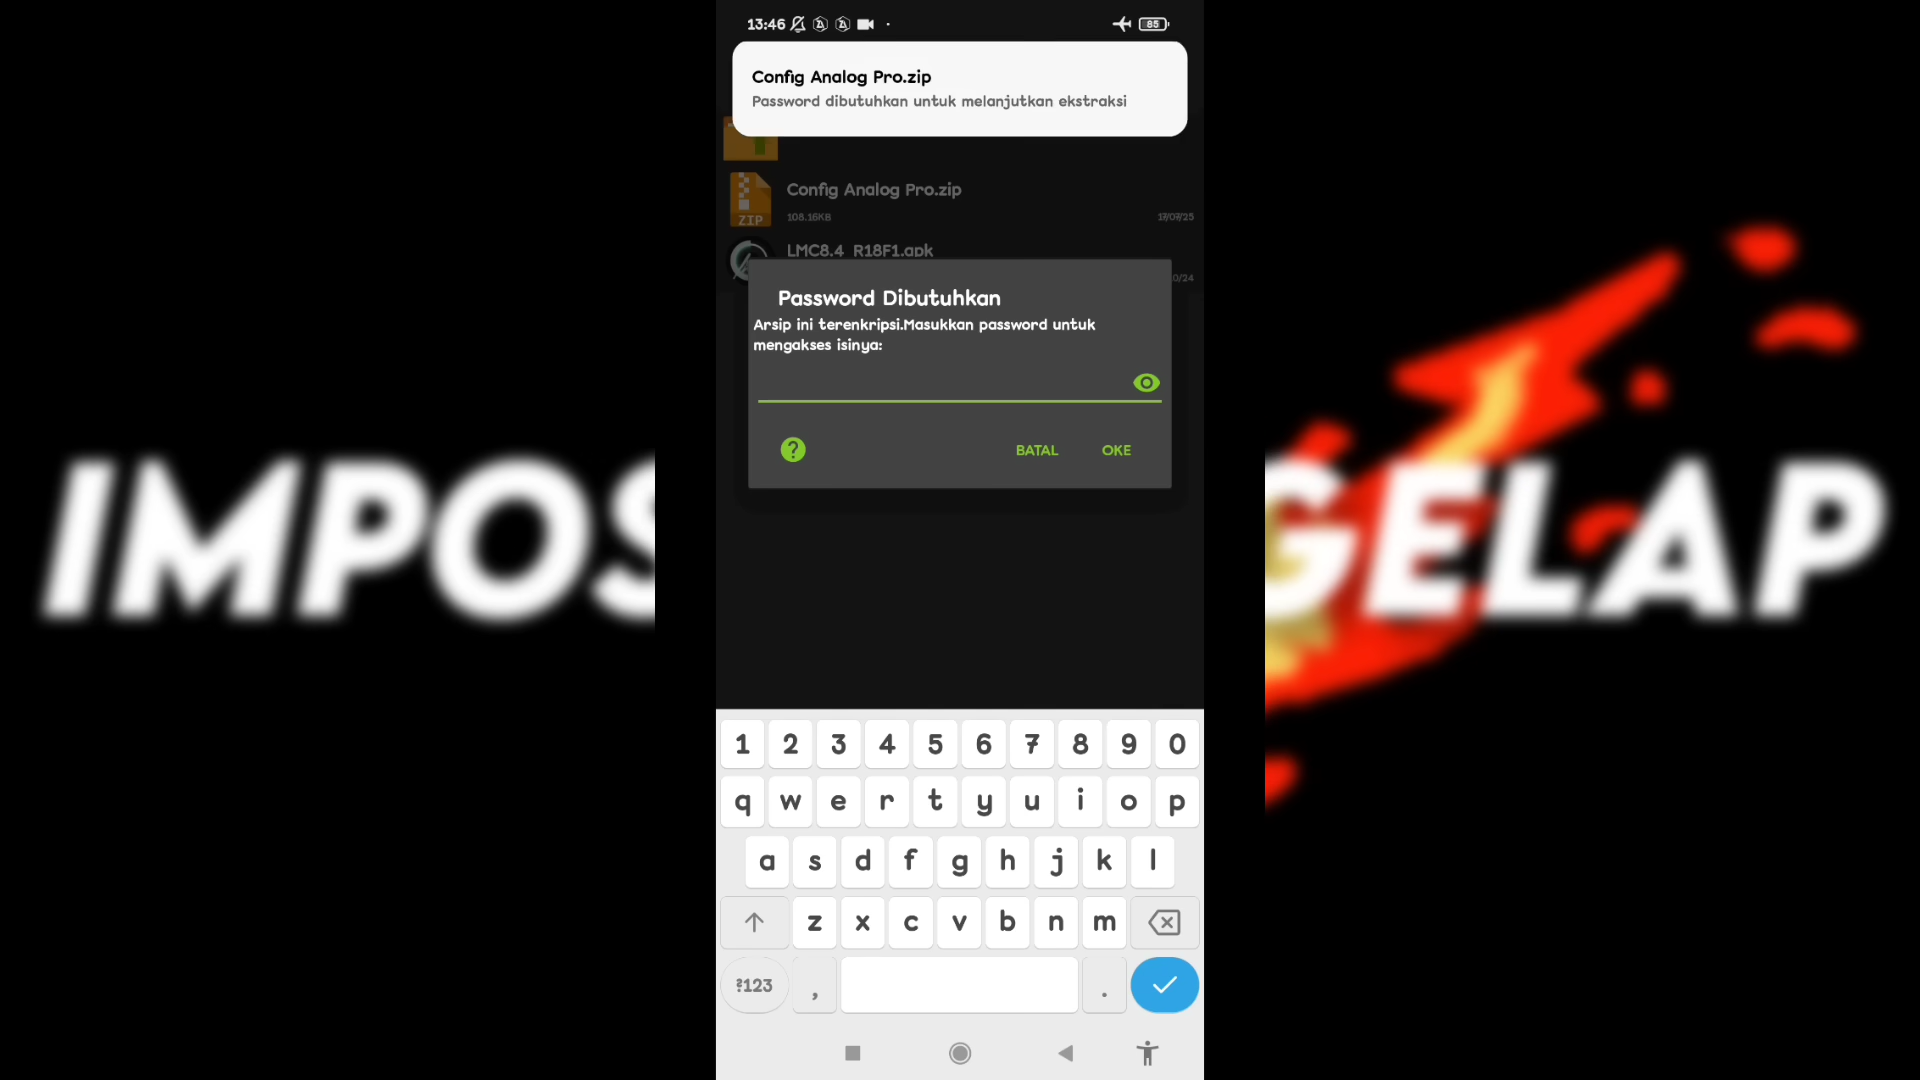 13:46
85
Config Analog Pro.zip
Password dibutuhkan untuk melanjutkan ekstraksi
Config Analog Pro.zip
ZIP
108.16KB
17/07/25
LMC8.4_R18F1.apk
0/24
Password Dibutuhkan
Arsip ini terenkripsi.Masukkan password untuk
mengakses isinya:
BATAL
OKE
IMPOS
GELAP
1 2 3 4 5 6 7 8 9 0
q w e r t y u i o p
a s d f g h j k l
z x c v b n m
?123 , .